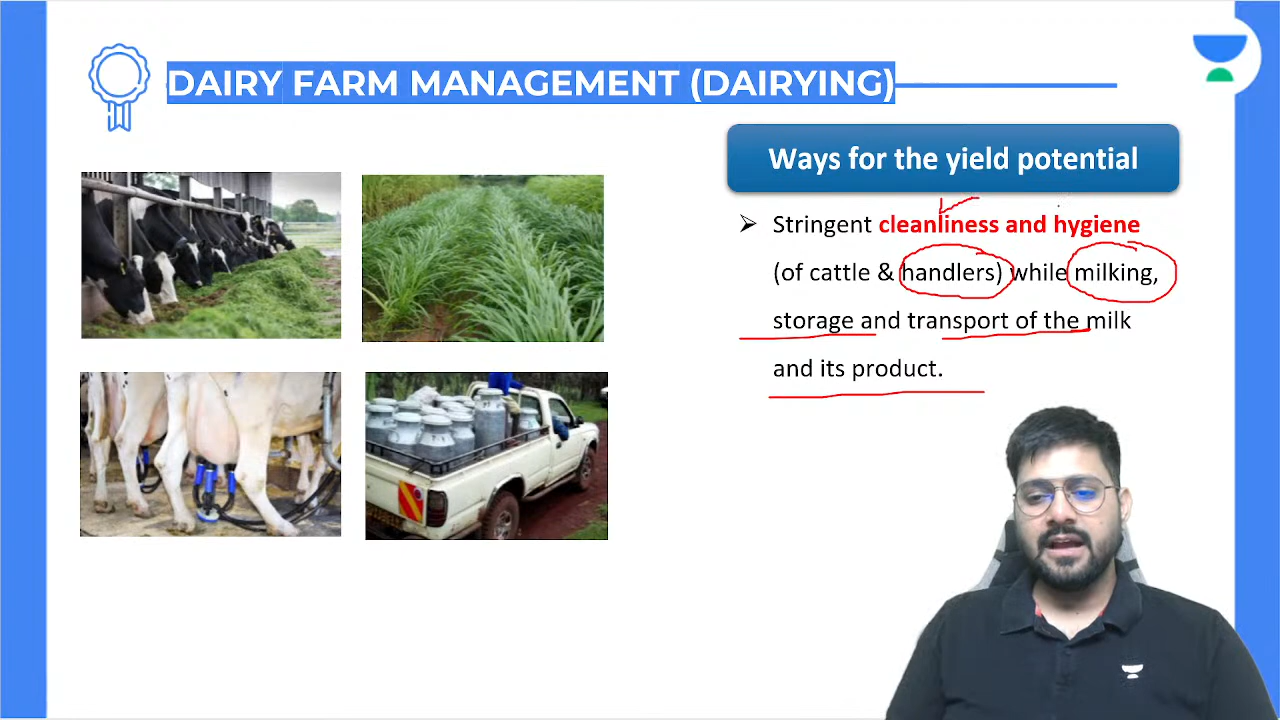 DAIRY FARM MANAGEMENT (DAIRYING)
Ways for the yield potential
➢ Stringent cleanliness and hygiene
(of cattle & handlers) while milking,
storage and transport of the milk
and its product.